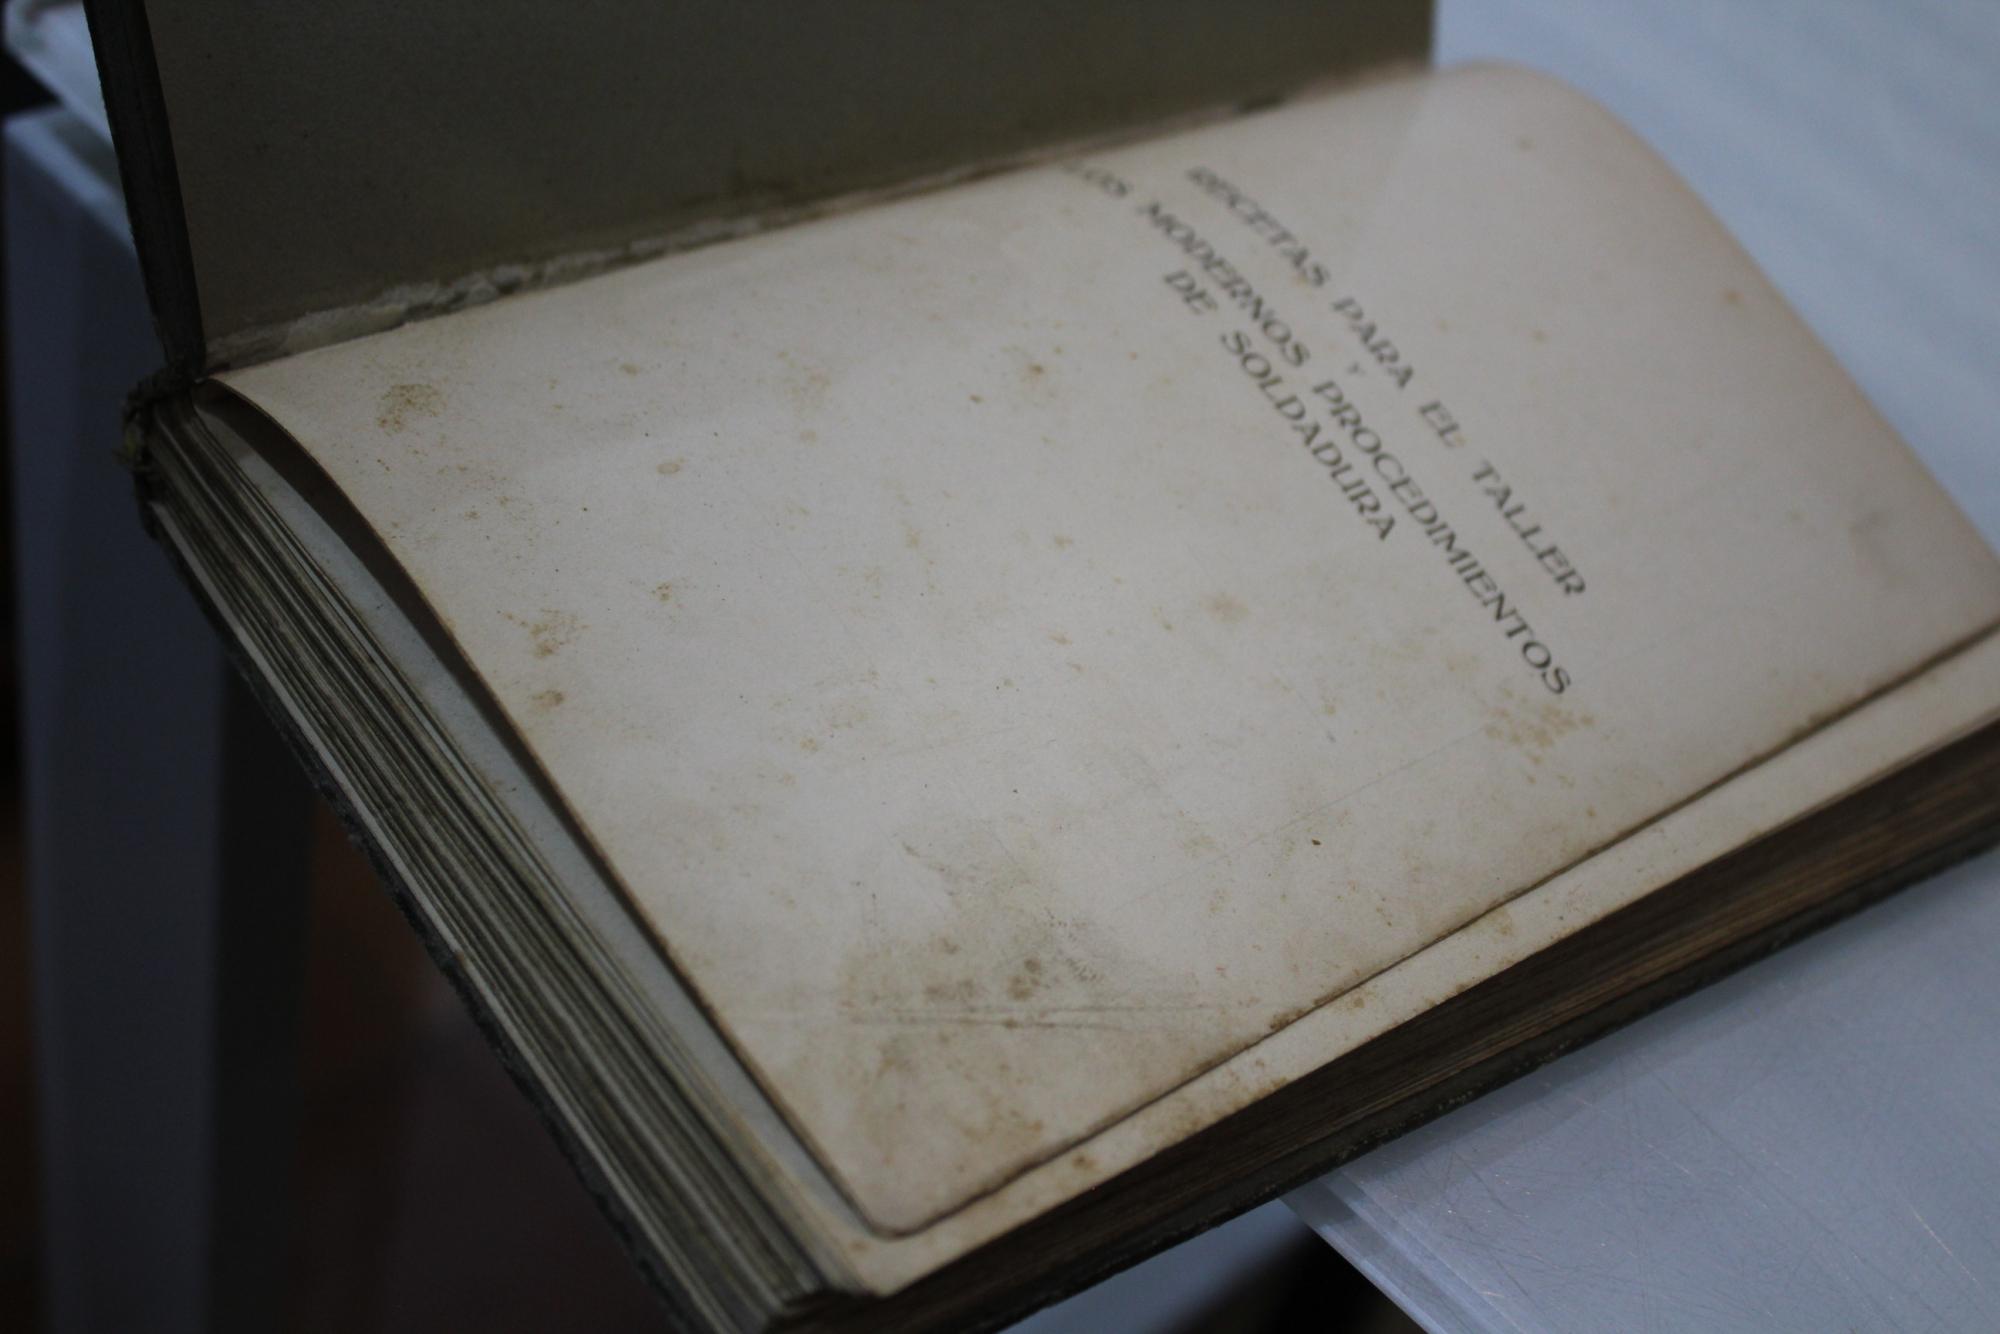 RECETAS PARA EL TALLER
Y
LOS MODERNOS PROCEDIMIENTOS
DE SOLDADURA